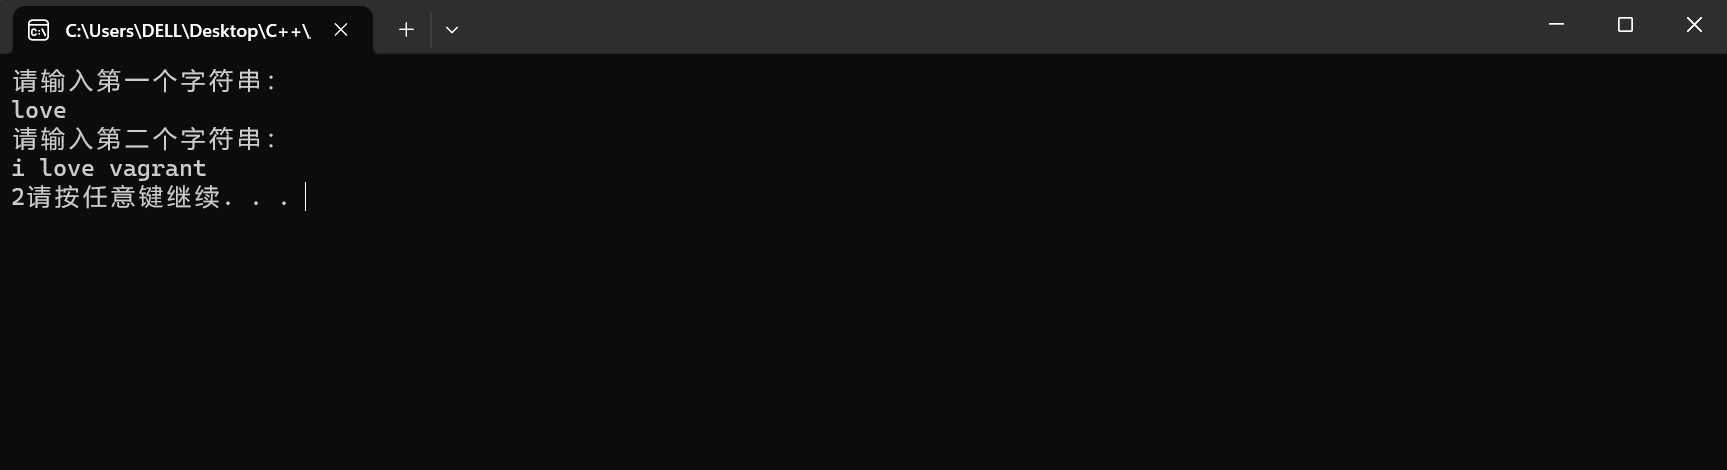 C:\Users\DELL\Desktop\C++\
请输入第一个字符串：
love
请输入第二个字符串：
i love vagrant
2请按任意键继续. . .